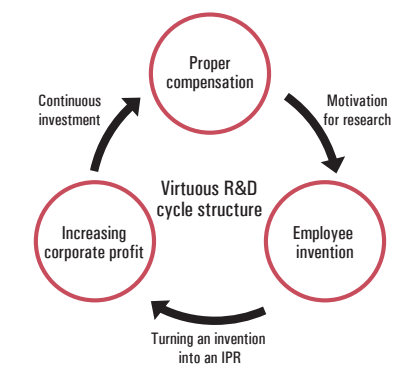 Proper
compensation
Continuous
investment
Motivation
for research
Virtuous R&D
cycle structure
Increasing
corporate profit
Employee
invention
Turning an invention
into an IPR